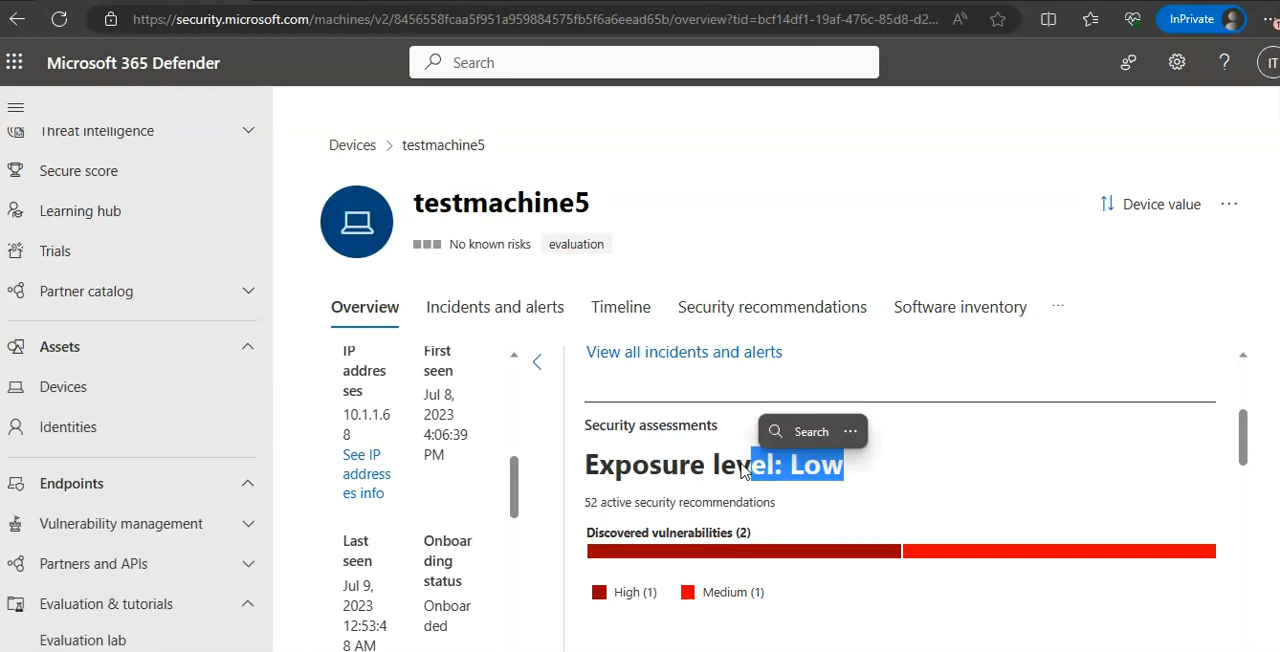 https://security.microsoft.com/machines/v2/8456558fcaa5f951a959884575fb5f6a6eead65b/overview?tid=bcf14df1-19af-476c-85d8-d2...
InPrivate
Microsoft 365 Defender
Search
IT
Threat intelligence
Secure score
Learning hub
Trials
Partner catalog
Assets
Devices
Identities
Endpoints
Vulnerability management
Partners and APIs
Evaluation & tutorials
Evaluation lab
Devices > testmachine5
testmachine5
No known risks
evaluation
Device value
Overview
Incidents and alerts
Timeline
Security recommendations
Software inventory
IP
addres
ses
10.1.1.6
8
See IP
address
es info
First
seen
Jul 8,
2023
4:06:39
PM
Last
seen
Jul 9,
2023
12:53:4
8 AM
Onboar
ding
status
Onboar
ded
View all incidents and alerts
Security assessments
Search
Exposure level: Low
52 active security recommendations
Discovered vulnerabilities (2)
High (1)
Medium (1)